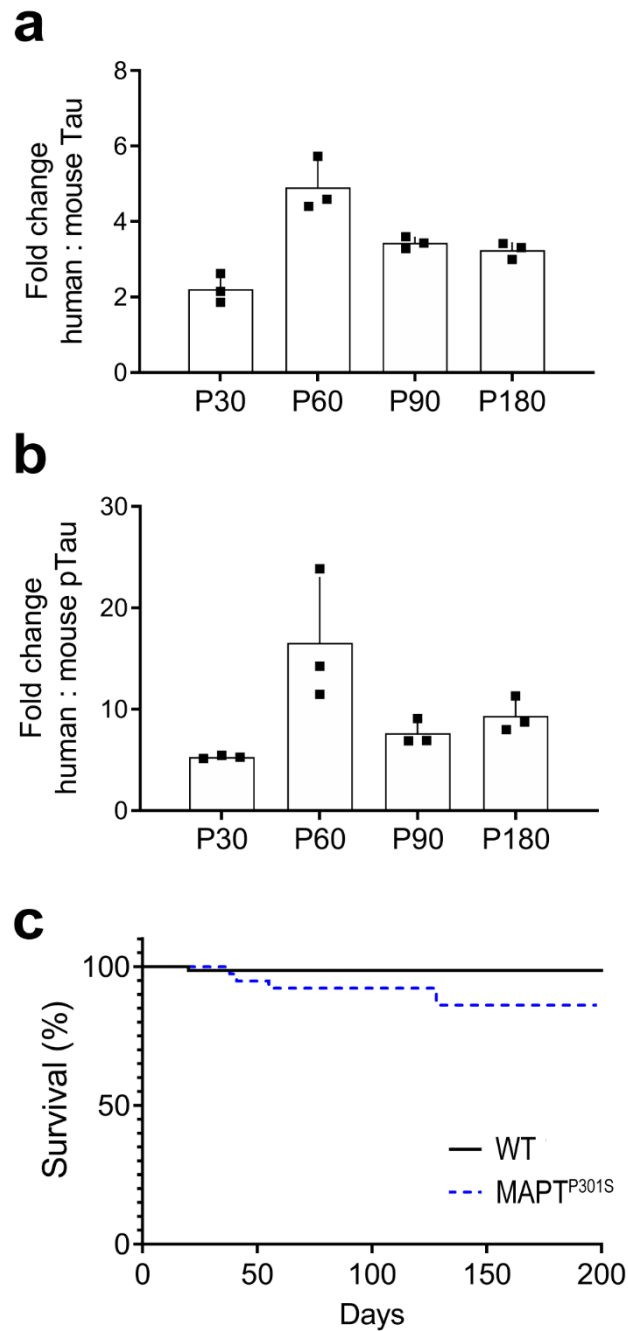 a
Fold change
human : mouse Tau
8
6
4
2
0
P30 P60 P90 P180
b
Fold change
human : mouse pTau
30
20
10
0
P30 P60 P90 P180
c
Survival (%)
100
50
0
WT
MAPTᴾ³⁰¹ˢ
0 50 100 150 200
Days